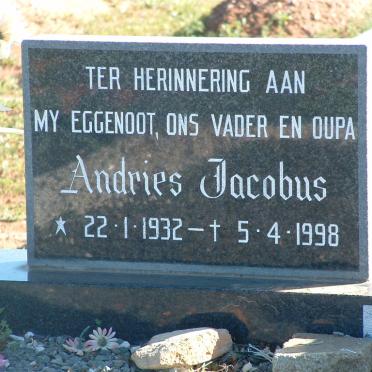 TER HERINNERING AAN
MY EGGENOOT, ONS VADER EN OUPA
Andries Jacobus
★ 22·1·1932 — † 5·4·1998